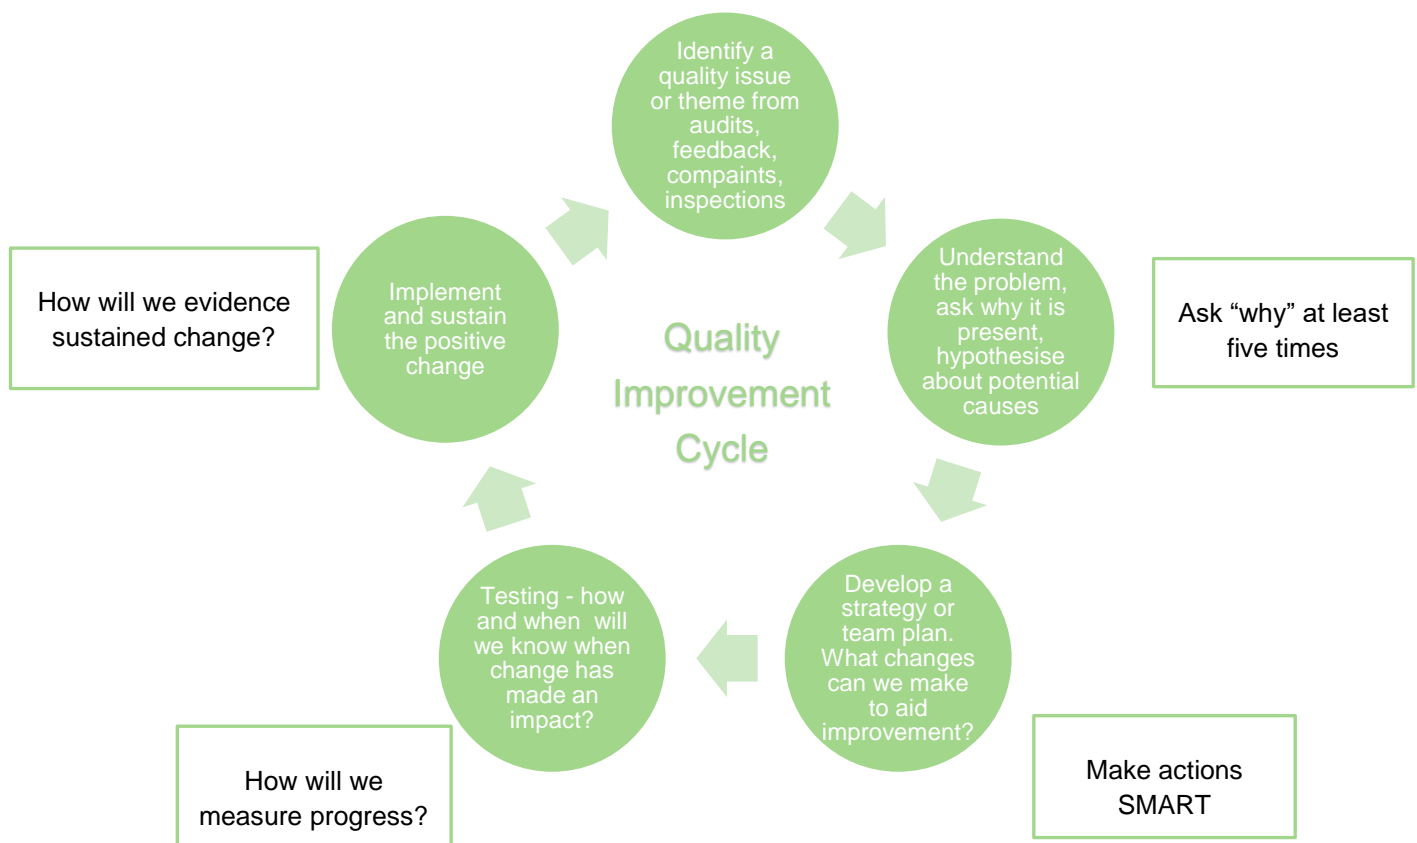 Identify a
quality issue
or theme from
audits,
feedback,
compaints,
inspections
Understand
the problem,
ask why it is
present,
hypothesise
about potential
causes
Ask “why” at least
five times
Develop a
strategy or
team plan.
What changes
can we make
to aid
improvement?
Make actions
SMART
Testing - how
and when  will
we know when
change has
made an
impact?
How will we
measure progress?
Implement
and sustain
the positive
change
How will we evidence
sustained change?
Quality
Improvement
Cycle